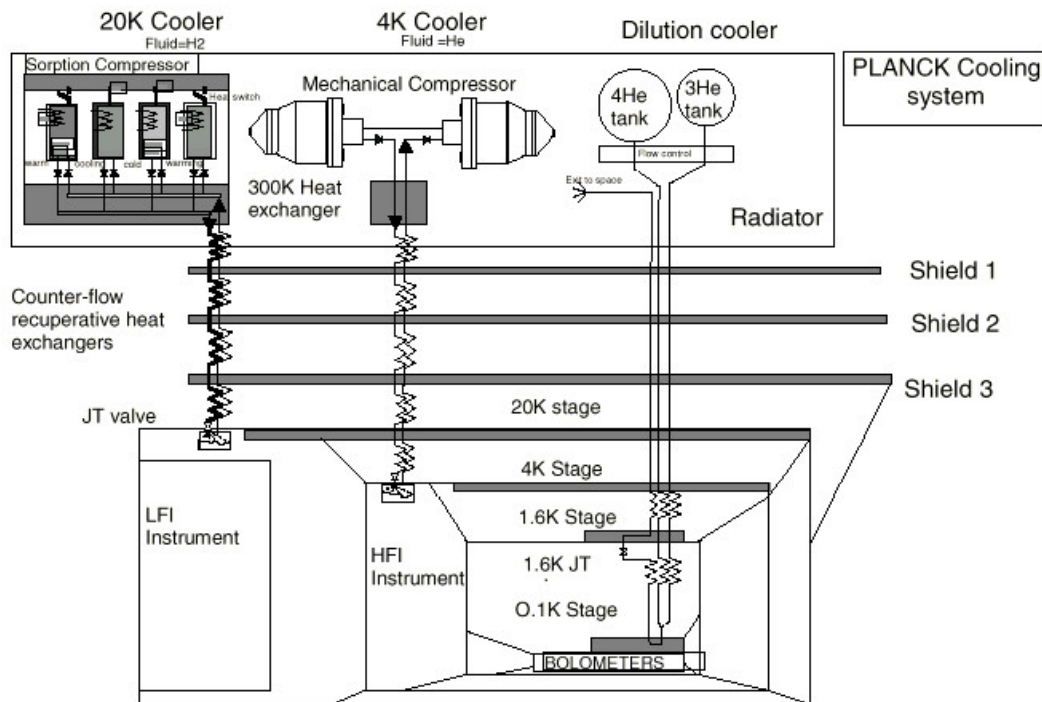 20K Cooler
Fluid=H2
4K Cooler
Fluid =He
Dilution cooler
PLANCK Cooling
system
Sorption Compressor
Heat switch
Mechanical Compressor
4He
tank
3He
tank
Flow control
warm
cooling
cold
warming
300K Heat
exchanger
Exit to space
Radiator
Shield 1
Counter-flow
recuperative heat
exchangers
Shield 2
Shield 3
JT valve
20K stage
4K Stage
LFI
Instrument
1.6K Stage
HFI
Instrument
1.6K JT
O.1K Stage
BOLOMETERS